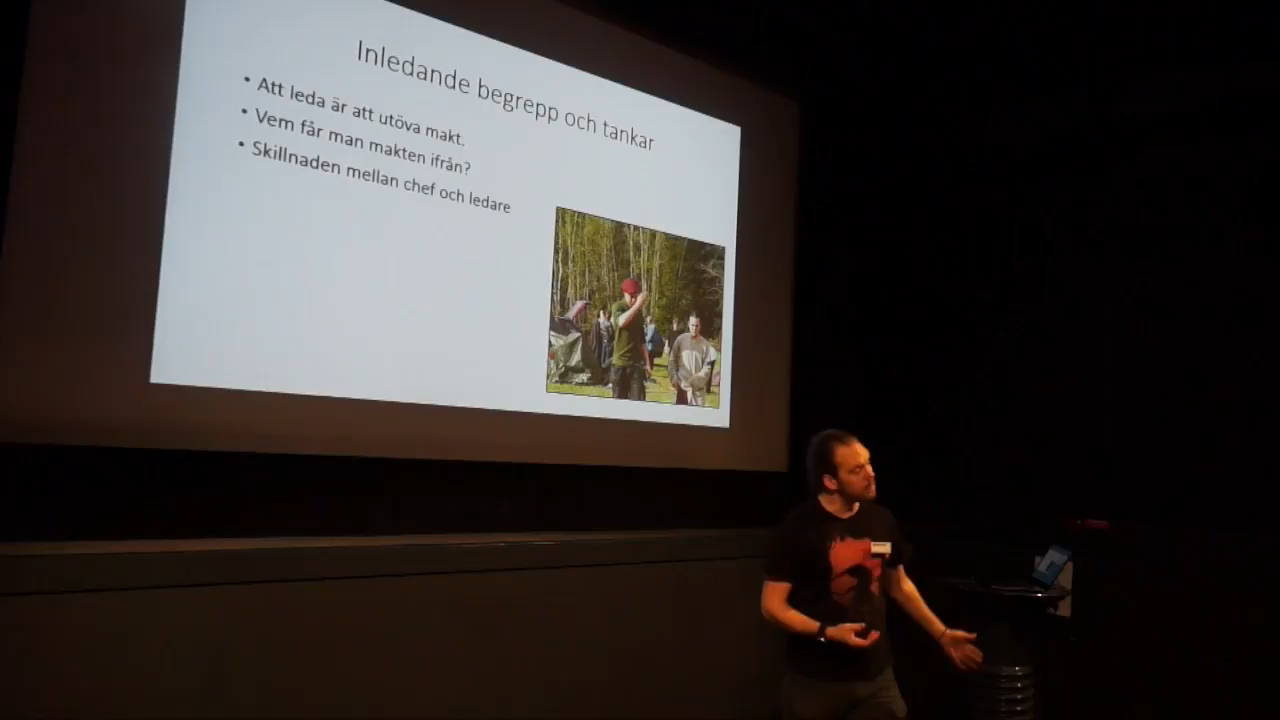 Inledande begrepp och tankar
• Att leda är att utöva makt.
• Vem får man makten ifrån?
• Skillnaden mellan chef och ledare